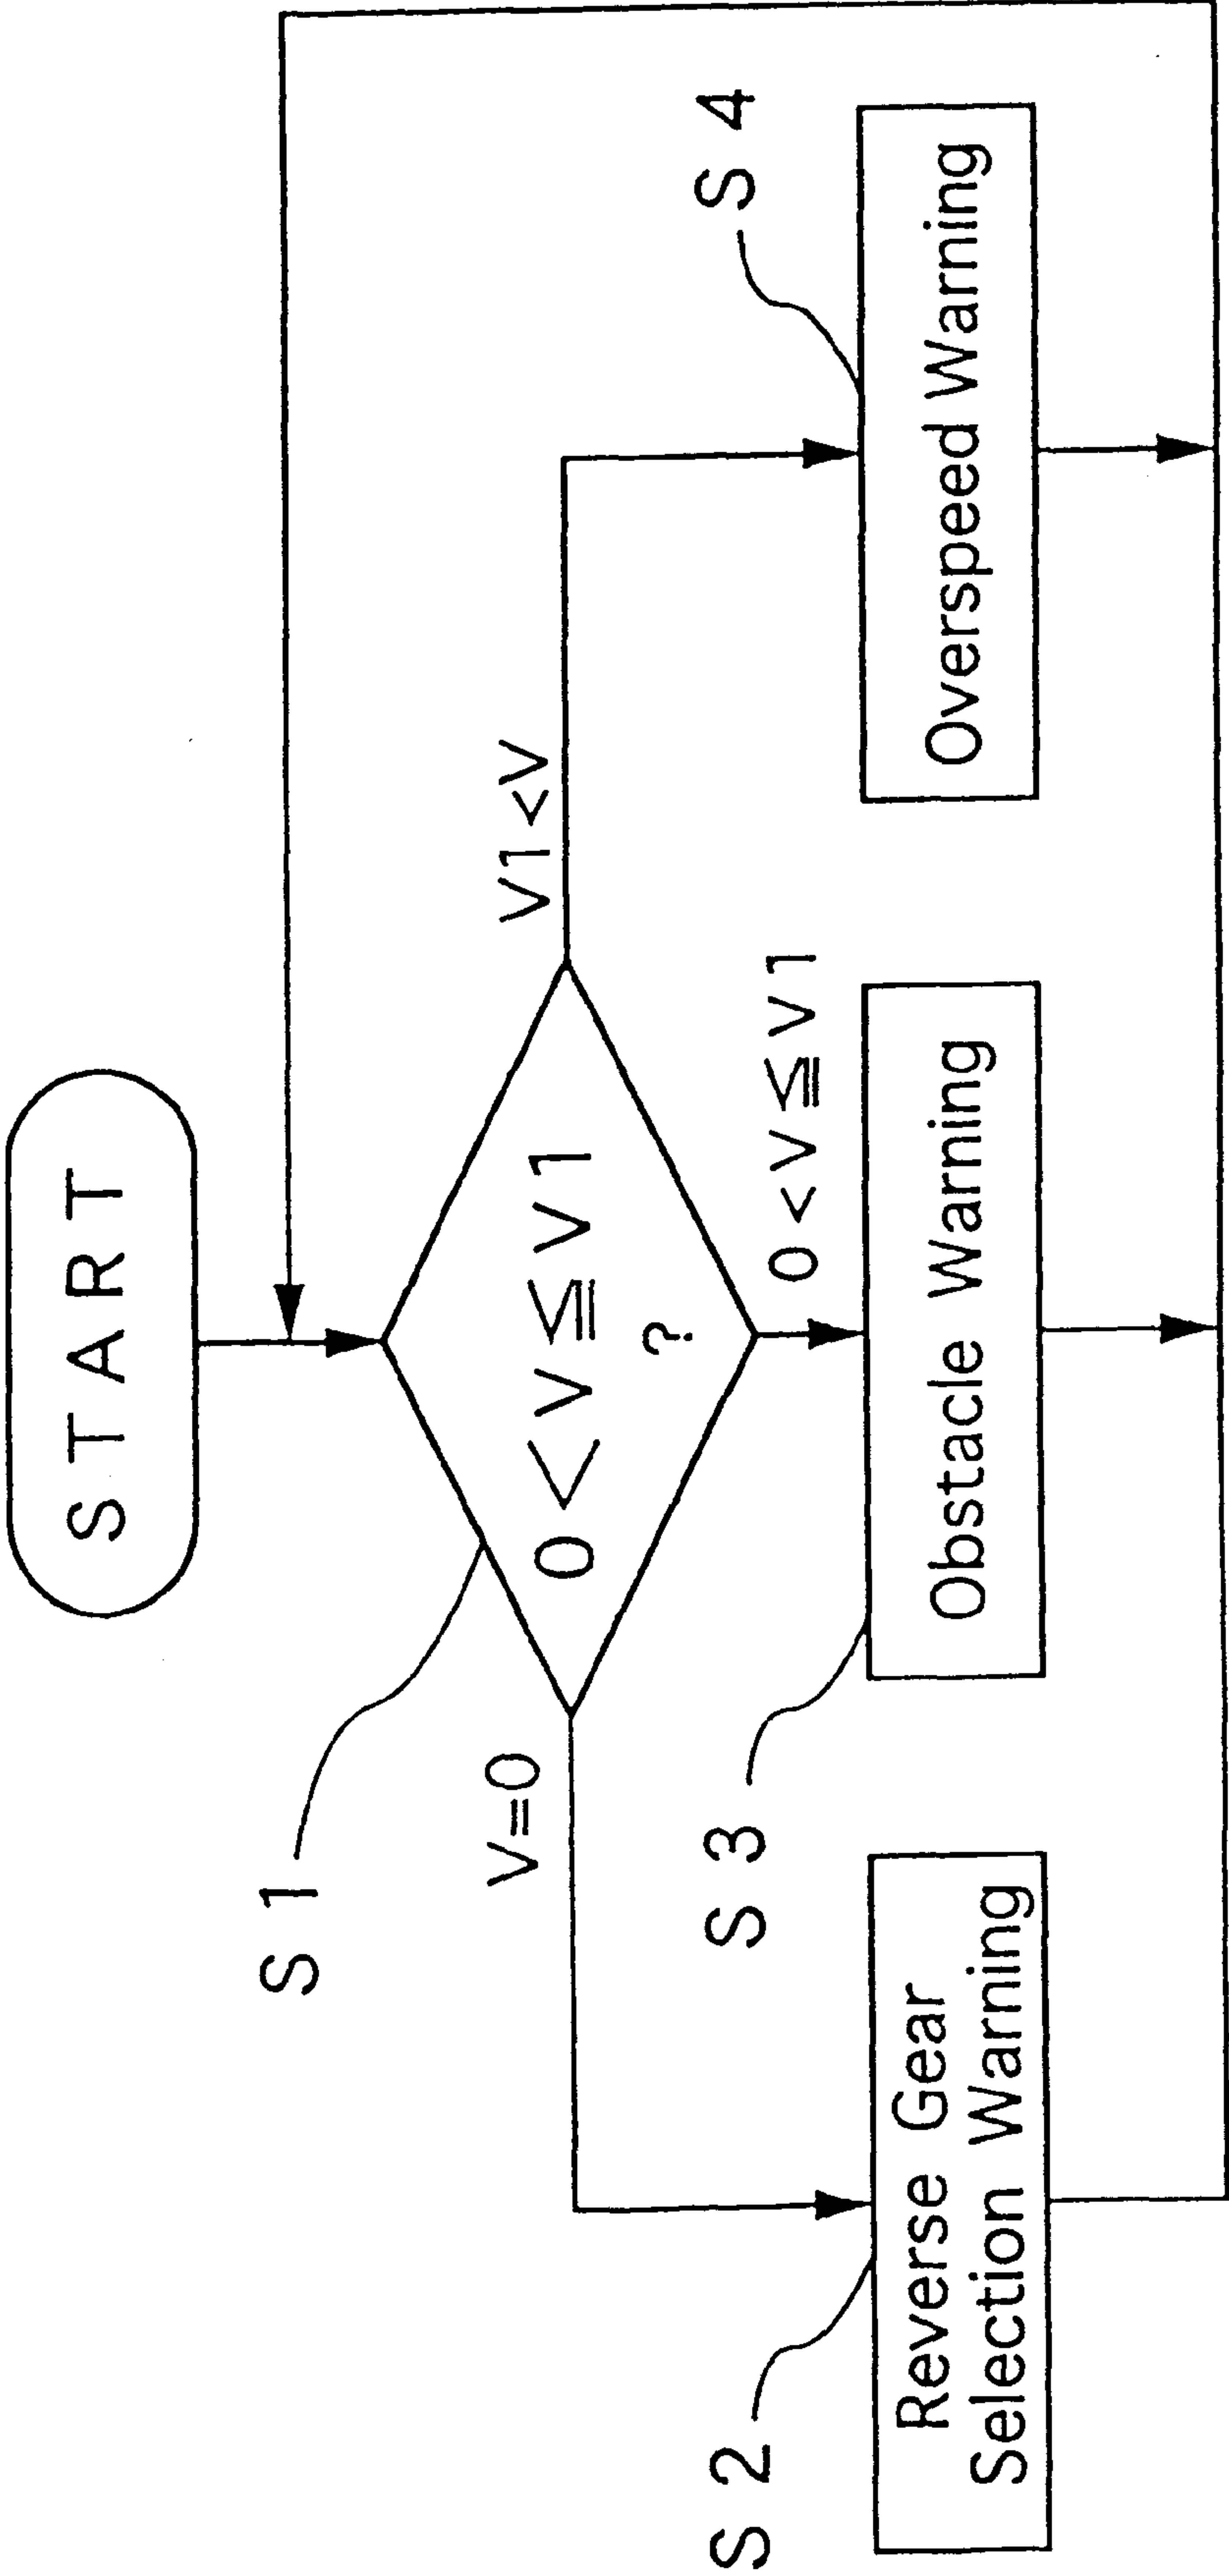 START
S 1
0<V≦V1
?
V=0
V1<V
0<V≦V1
S 2
Reverse Gear
Selection Warning
S 3
Obstacle Warning
S 4
Overspeed Warning